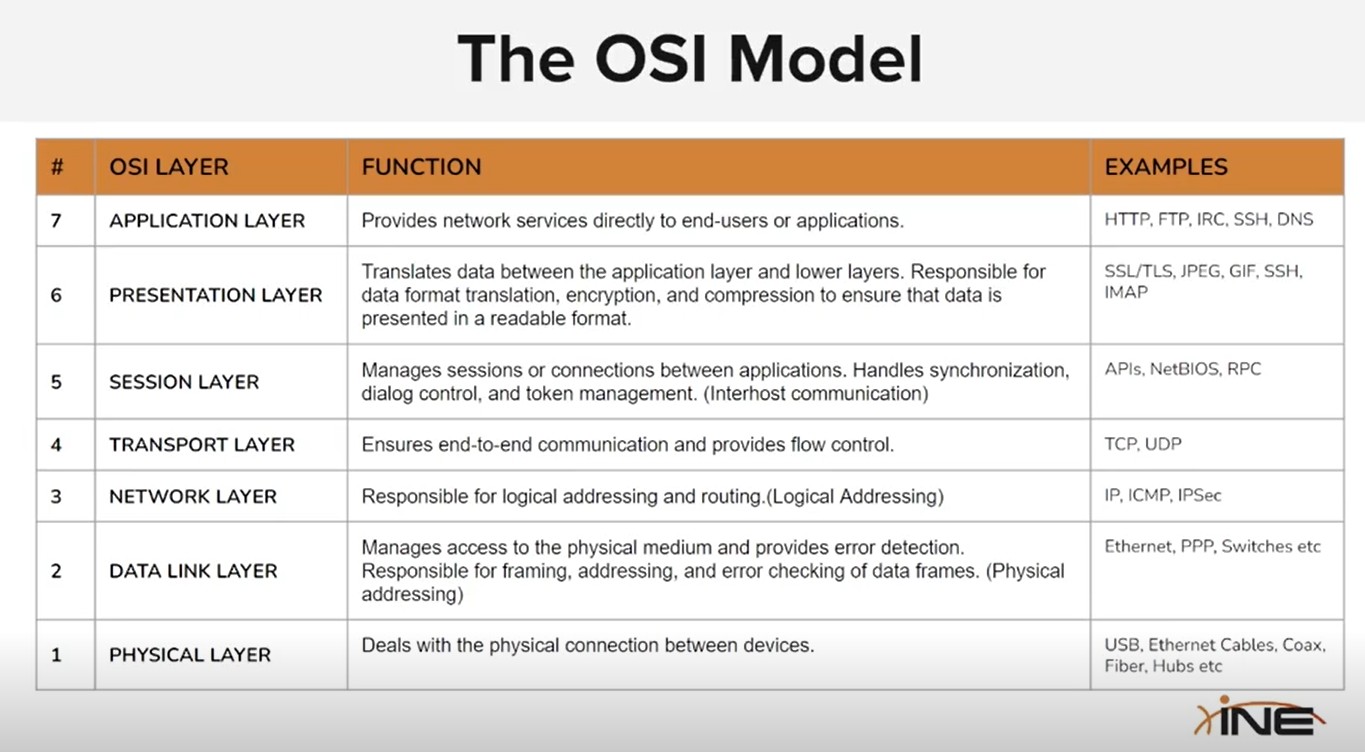 The OSI Model
# OSI LAYER FUNCTION EXAMPLES
7 APPLICATION LAYER Provides network services directly to end-users or applications. HTTP, FTP, IRC, SSH, DNS
6 PRESENTATION LAYER Translates data between the application layer and lower layers. Responsible for
data format translation, encryption, and compression to ensure that data is
presented in a readable format.
SSL/TLS, JPEG, GIF, SSH,
IMAP
5 SESSION LAYER Manages sessions or connections between applications. Handles synchronization,
dialog control, and token management. (Interhost communication)
APIs, NetBIOS, RPC
4 TRANSPORT LAYER Ensures end-to-end communication and provides flow control. TCP, UDP
3 NETWORK LAYER Responsible for logical addressing and routing.(Logical Addressing) IP, ICMP, IPSec
2 DATA LINK LAYER Manages access to the physical medium and provides error detection.
Responsible for framing, addressing, and error checking of data frames. (Physical
addressing)
Ethernet, PPP, Switches etc
1 PHYSICAL LAYER Deals with the physical connection between devices. USB, Ethernet Cables, Coax,
Fiber, Hubs etc
INE